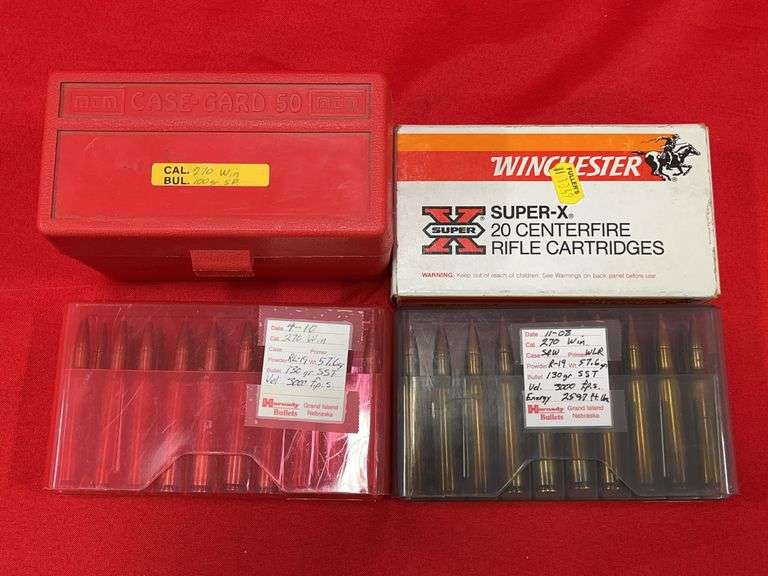 MTM CASE-GARD 50 MTM
CAL. 270 Win
BUL. 100 gr SP
WINCHESTER
FULLER'S
X
SUPER
SUPER-X®
20 CENTERFIRE
RIFLE CARTRIDGES
WARNING: Keep out of reach of children. See Warnings on back panel before use.
Date 4-10
Cal. 270 Win
Case Primer
Powder RL-19 Wt. 57.6 gr
Bullet 130 gr SST
Vel. 3000 f.p.s
Hornady Bullets
Grand Island
Nebraska
Date 11-08
Cal. 270 Win
Case S&W Primer WLR
Powder R-19 Wt. 57.6 gr
Bullet 130 gr SST
Vel. 3000 f.p.s.
Energy 2597 ft. lbs
Hornady Bullets
Grand Island
Nebraska